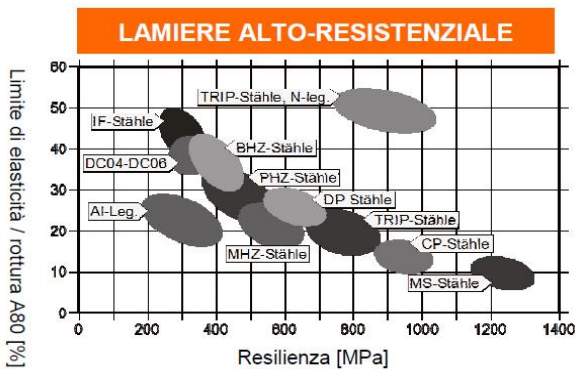 LAMIERE ALTO-RESISTENZIALE
Limite di elasticità / rottura A80 [%]
60
50
40
30
20
10
0
TRIP-Stähle, N-leg.
IF-Stähle
BHZ-Stähle
DC04-DC06
PHZ-Stähle
DP Stähle
Al-Leg.
TRIP-Stähle
CP-Stähle
MHZ-Stähle
MS-Stähle
0 200 400 600 800 1000 1200 1400
Resilienza [MPa]